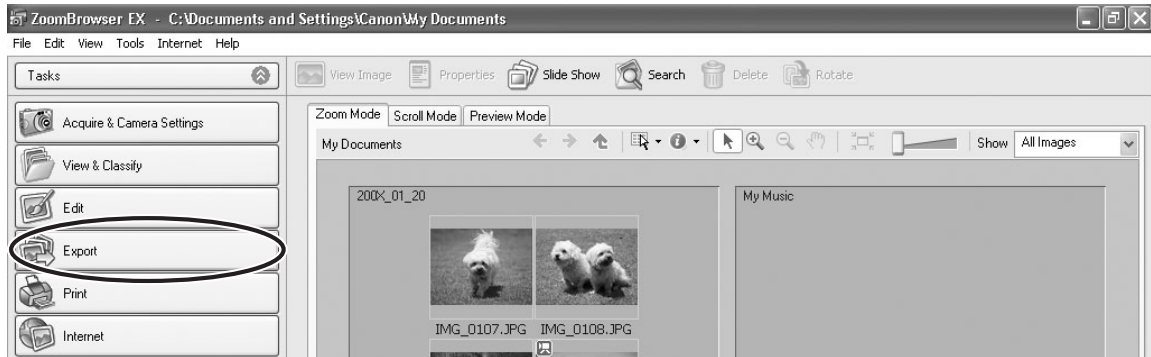 ZoomBrowser EX - C:\Documents and Settings\Canon\My Documents
File Edit View Tools Internet Help
Tasks
View Image Properties Slide Show Search Delete Rotate
Acquire & Camera Settings
View & Classify
Edit
Export
Print
Internet
Zoom Mode Scroll Mode Preview Mode
My Documents
Show All Images
200X_01_20
My Music
IMG_0107.JPG IMG_0108.JPG